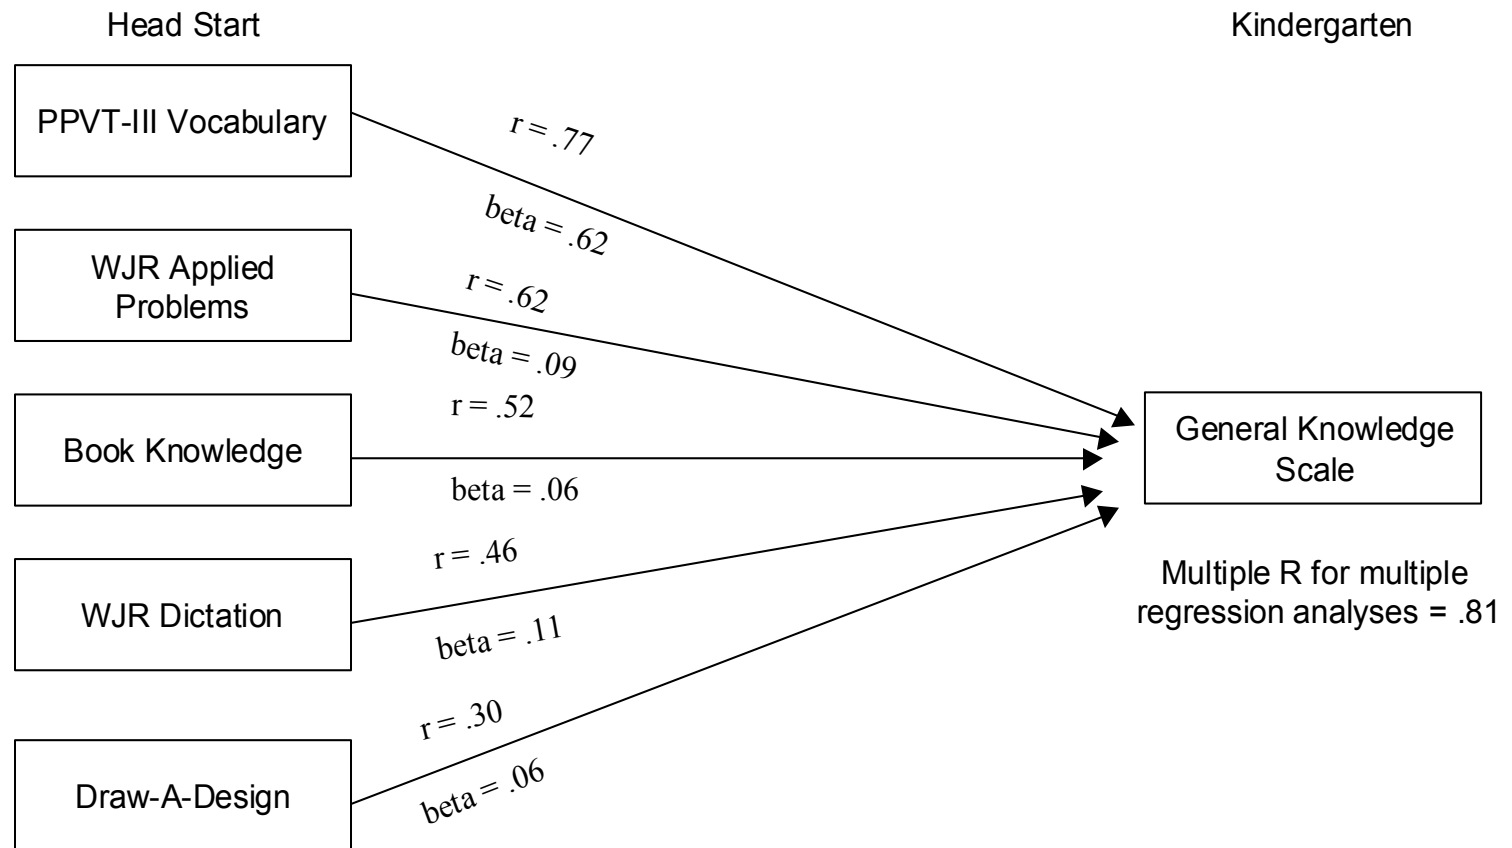 Head Start
Kindergarten
PPVT-III Vocabulary
r = .77
beta = .62
WJR Applied
Problems
r = .62
beta = .09
Book Knowledge
r = .52
beta = .06
General Knowledge
Scale
WJR Dictation
r = .46
beta = .11
Multiple R for multiple
regression analyses = .81
Draw-A-Design
r = .30
beta = .06